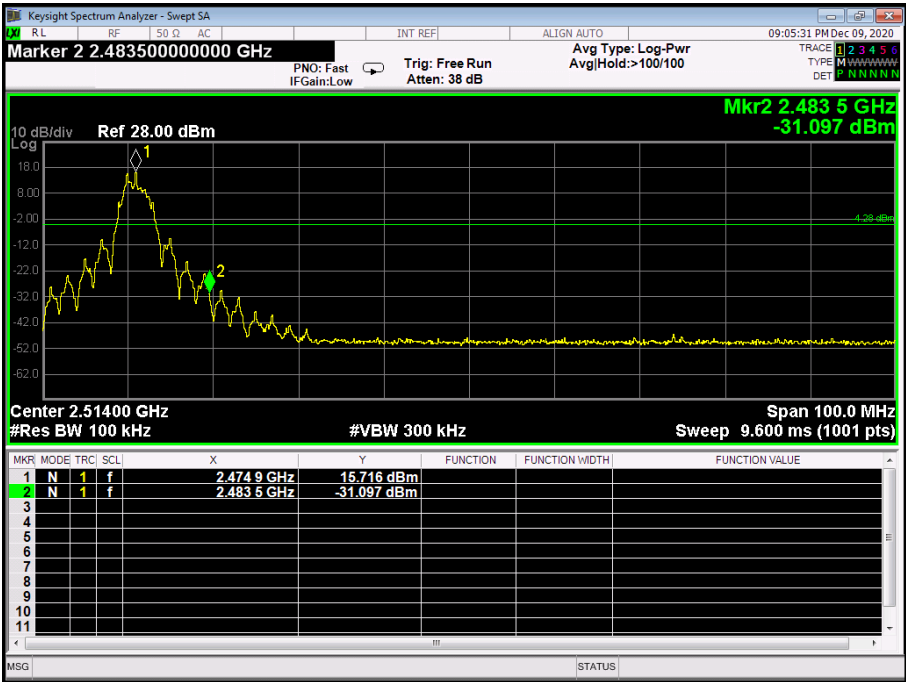 Keysight Spectrum Analyzer - Swept SA
LXI RL RF 50 Ω AC INT REF ALIGN AUTO 09:05:31 PM Dec 09, 2020
Marker 2 2.483500000000 GHz
PNO: Fast
IFGain:Low
Trig: Free Run
Atten: 38 dB
Avg Type: Log-Pwr
Avg|Hold:>100/100
TRACE 1 2 3 4 5 6
TYPE M WWWWW
DET P N N N N N
Mkr2 2.483 5 GHz
-31.097 dBm
10 dB/div Ref 28.00 dBm
Log
1
18.0
8.00
-2.00
-4.28 dBm
-12.0
-22.0
2
-32.0
-42.0
-52.0
-62.0
Center 2.51400 GHz Span 100.0 MHz
#Res BW 100 kHz #VBW 300 kHz Sweep 9.600 ms (1001 pts)
MKR MODE TRC SCL X Y FUNCTION FUNCTION WIDTH FUNCTION VALUE
1 N 1 f 2.474 9 GHz 15.716 dBm
2 N 1 f 2.483 5 GHz -31.097 dBm
3
4
5
6
7
8
9
10
11
MSG STATUS